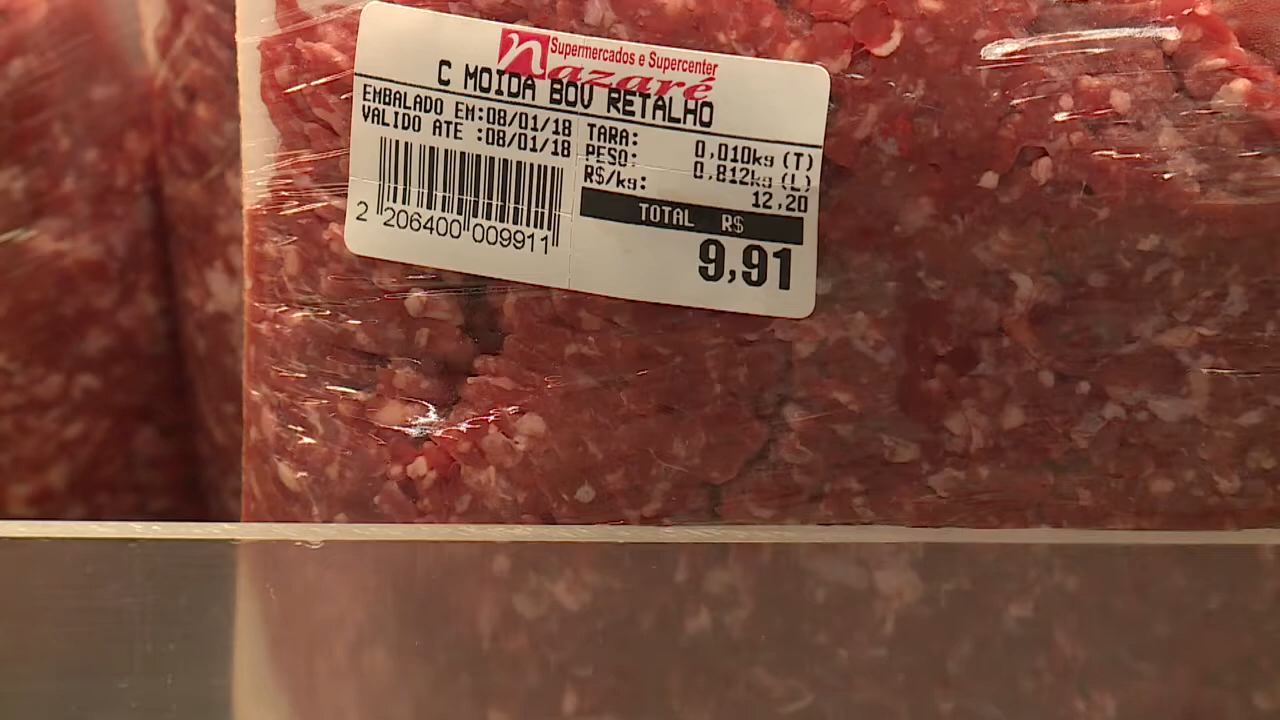 Supermercados e Supercenter
nazaré
C MOIDA BOV RETALHO
EMBALADO EM:08/01/18
VALIDO ATE :08/01/18
TARA: 0,010kg (T)
PESO: 0,812kg (L)
R$/kg: 12,20
TOTAL R$
9,91
2 206400 009911